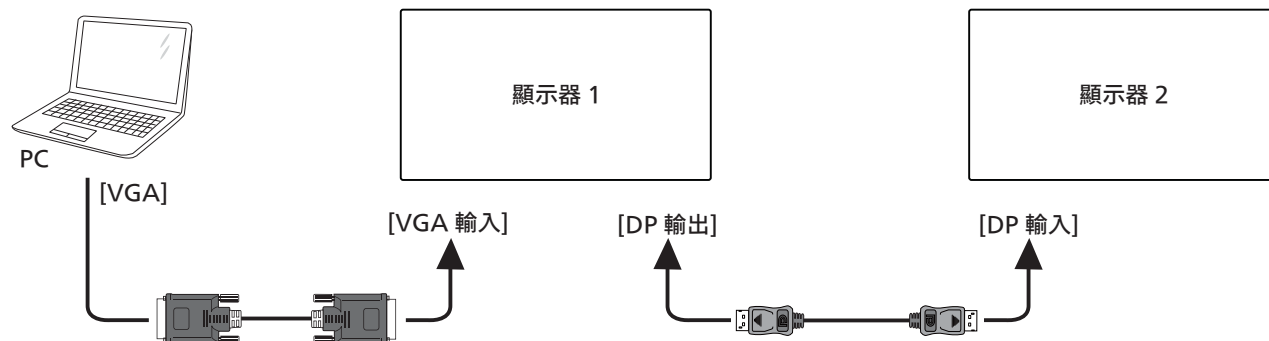 顯示器 1
顯示器 2
PC
[VGA]
[VGA 輸入]
[DP 輸出]
[DP 輸入]